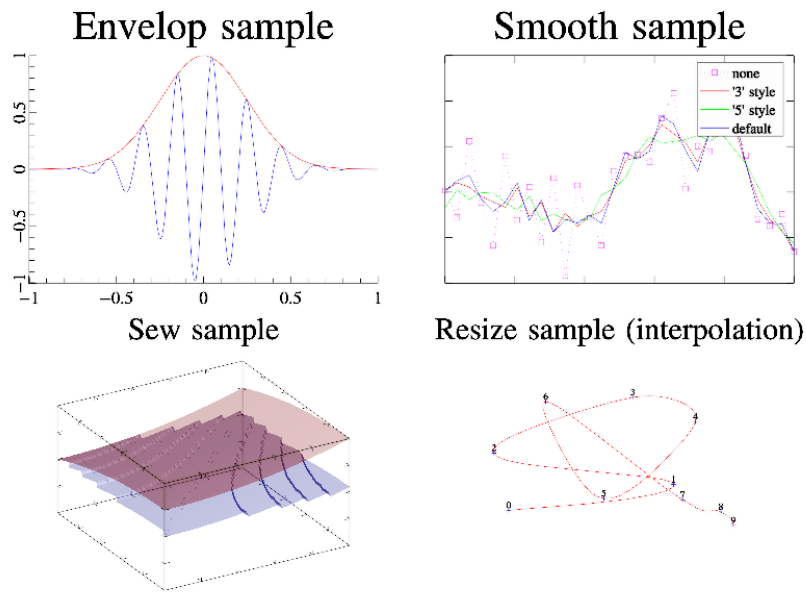 Envelop sample
Smooth sample
1
0.5
0
−0.5
−1
−1 −0.5 0 0.5 1
none
'3' style
'5' style
default
Sew sample
Resize sample (interpolation)
6
3
4
2
1
0
5
7
8
9